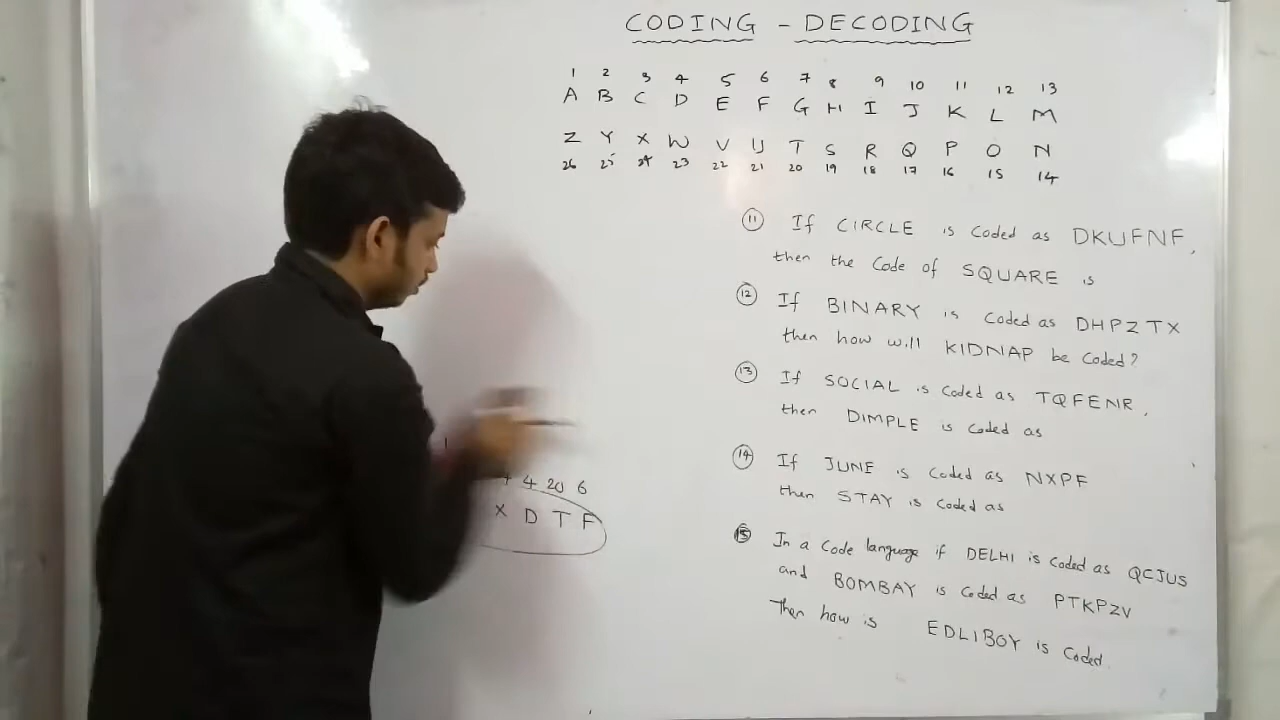 CODING - DECODING
1 2 3 4 5 6 7 8 9 10 11 12 13
A B C D E F G H I J K L M
Z Y X W V U T S R Q P O N
26 25 24 23 22 21 20 19 18 17 16 15 14
(11) If CIRCLE is coded as DKUFNF,
then the code of SQUARE is
(12) If BINARY is coded as DHPZTX
then how will KIDNAP be coded?
(13) If SOCIAL is coded as TQFENR,
then DIMPLE is coded as
(14) If JUNE is coded as NXPF
then STAY is coded as
(15) In a code language if DELHI is coded as QCJUS
and BOMBAY is coded as PTKPZV
Then how is EDLIBOY is coded.
4 20 6
X D T F